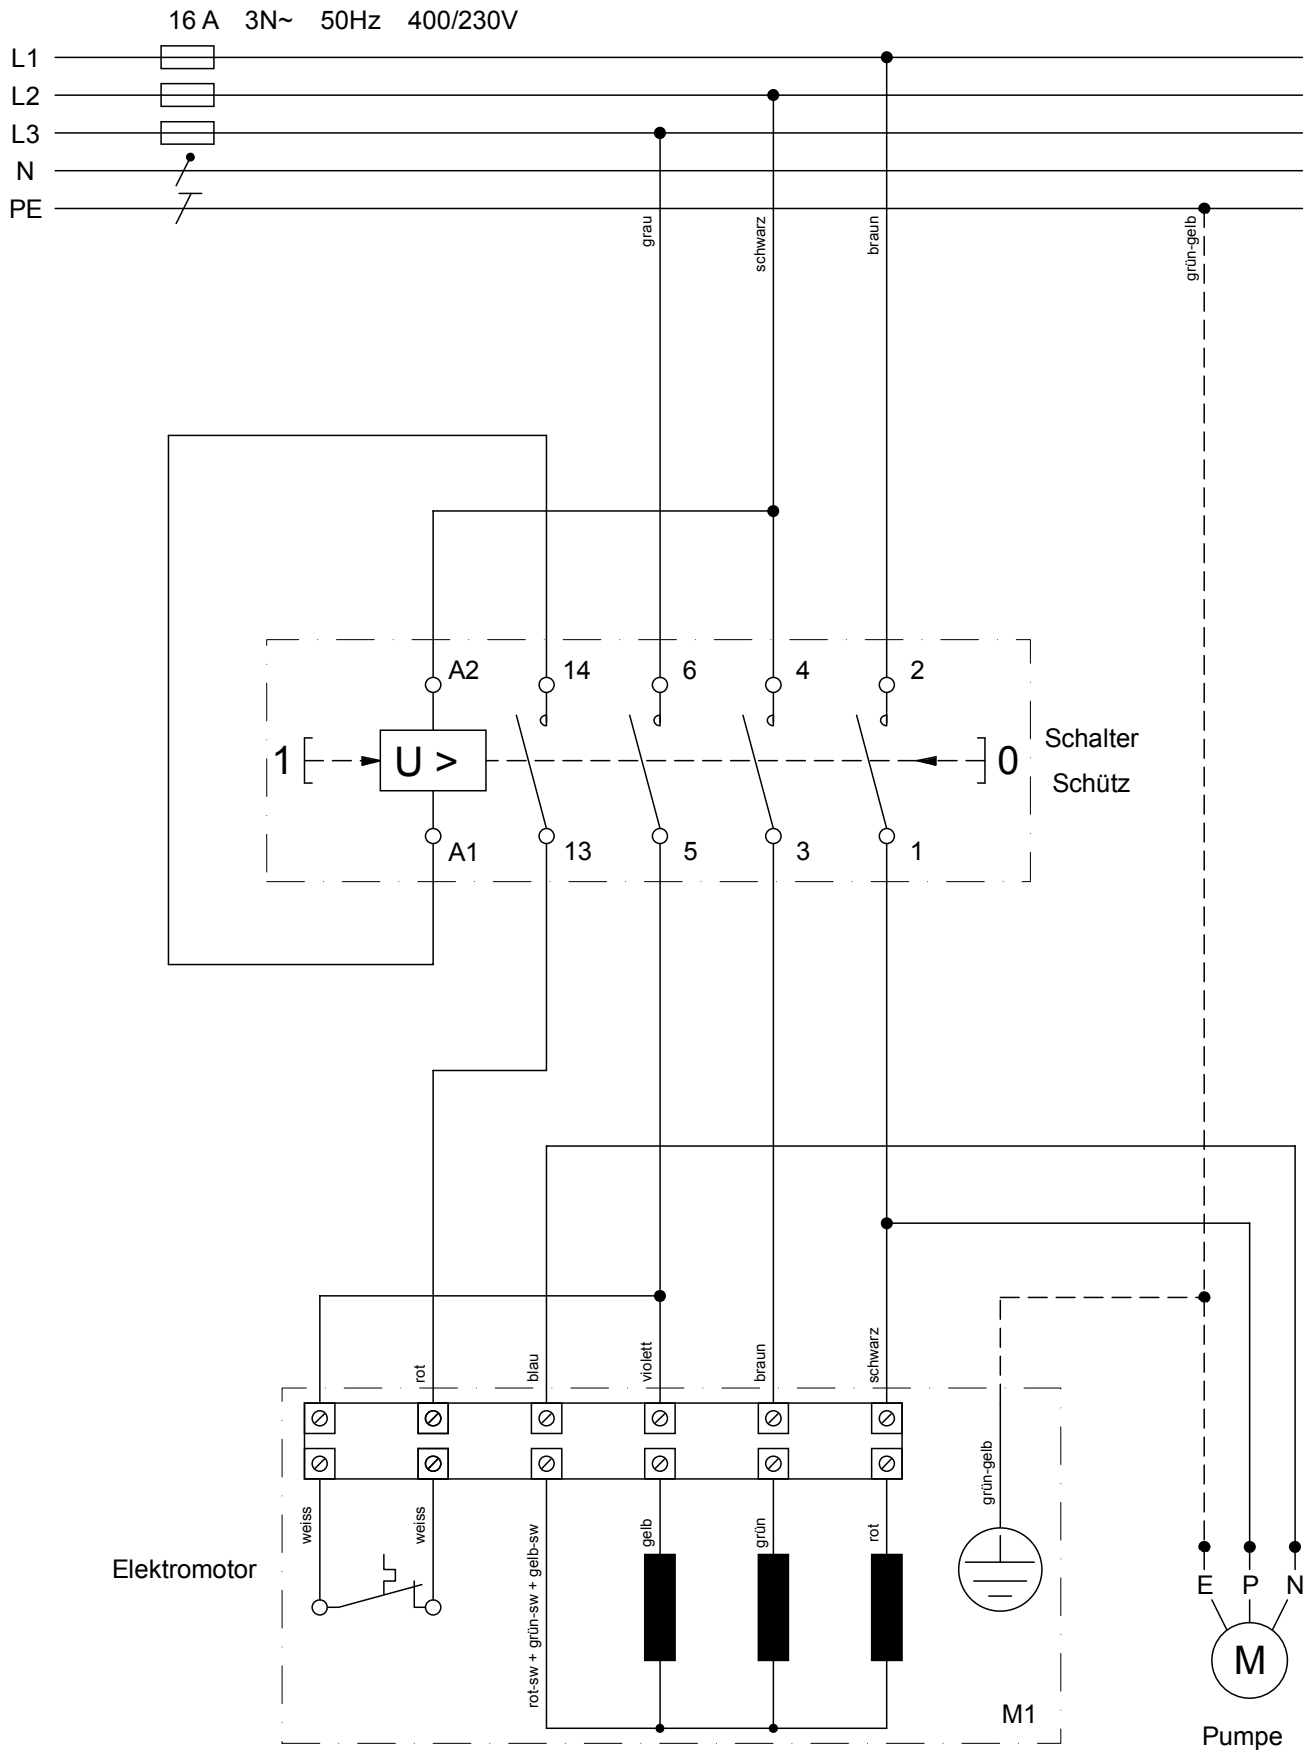 16 A 3N~ 50Hz 400/230V
L1
L2
L3
N
PE
grau
schwarz
braun
grün-gelb
A2 14 6 4 2
1 U > 0
Schalter
Schütz
A1 13 5 3 1
rot
blau
violett
braun
schwarz
weiss
weiss
rot-sw + grün-sw + gelb-sw
gelb
grün
rot
grün-gelb
Elektromotor
E P N
M
M1
Pumpe